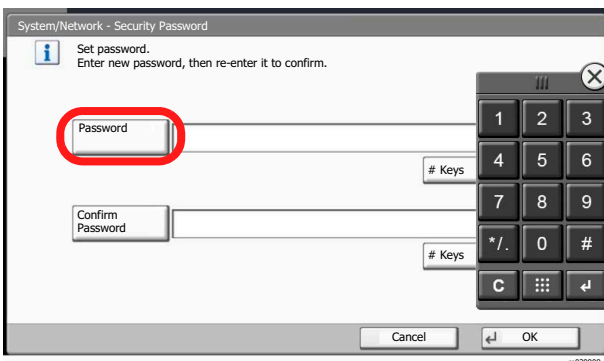 System/Network - Security Password
i
Set password.
Enter new password, then re-enter it to confirm.
Password
# Keys
Confirm
Password
# Keys
1 2 3
4 5 6
7 8 9
*/. 0 #
C
Cancel
OK